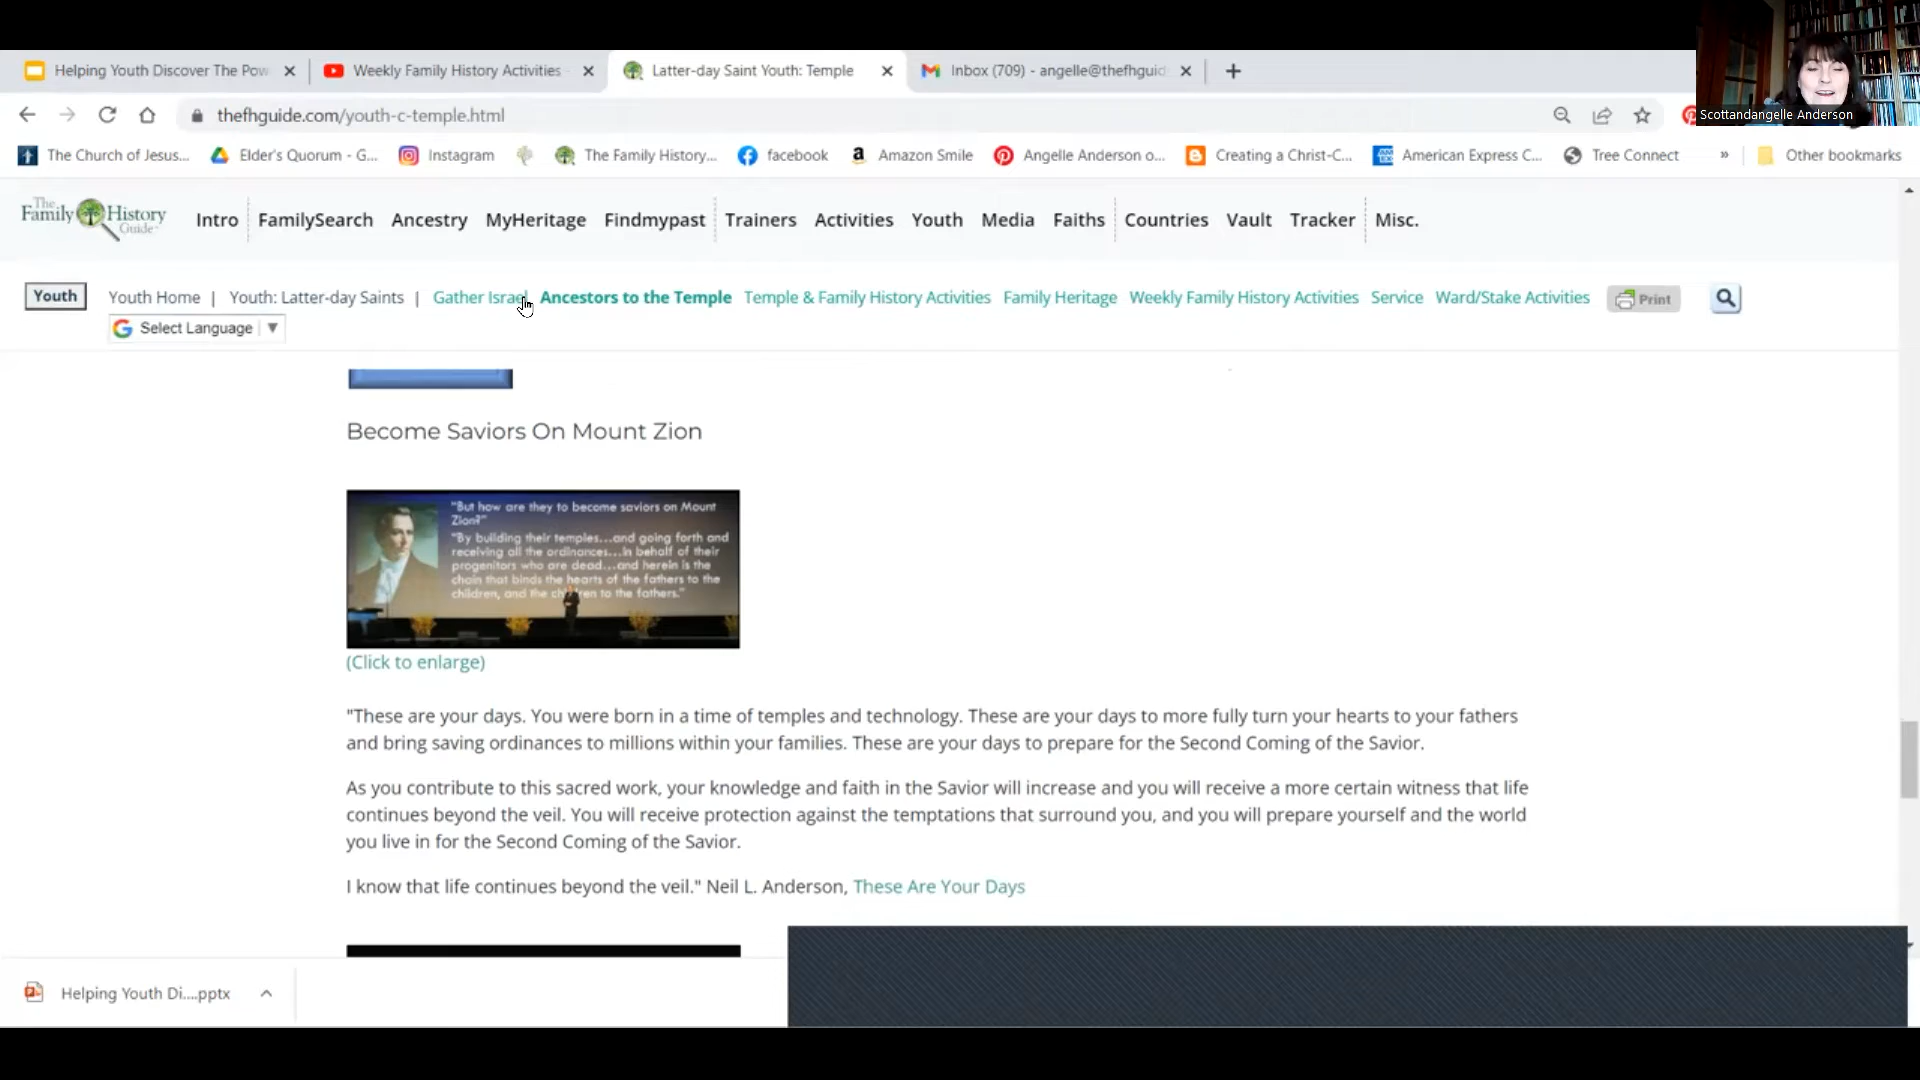 Helping Youth Discover The Pow
Weekly Family History Activities
Latter-day Saint Youth: Temple
Inbox (709) - angelle@thefhguid
thefhguide.com/youth-c-temple.html
Scottandangelle Anderson
The Church of Jesus...
Elder's Quorum - G...
Instagram
The Family History...
facebook
Amazon Smile
Angelle Anderson o...
Creating a Christ-C...
American Express C...
Tree Connect
»
Other bookmarks
The Family History Guide
Intro
FamilySearch
Ancestry
MyHeritage
Findmypast
Trainers
Activities
Youth
Media
Faiths
Countries
Vault
Tracker
Misc.
Youth
Youth Home | Youth: Latter-day Saints | Gather Israel Ancestors to the Temple Temple & Family History Activities Family Heritage Weekly Family History Activities Service Ward/Stake Activities
Print
Select Language
Become Saviors On Mount Zion
"But how are they to become saviors on Mount
Zion?"
"By building their temples...and going forth and
receiving all the ordinances...in behalf of their
progenitors who are dead...and herein is the
chain that binds the hearts of the fathers to the
children, and the children to the fathers."
(Click to enlarge)
"These are your days. You were born in a time of temples and technology. These are your days to more fully turn your hearts to your fathers
and bring saving ordinances to millions within your families. These are your days to prepare for the Second Coming of the Savior.
As you contribute to this sacred work, your knowledge and faith in the Savior will increase and you will receive a more certain witness that life
continues beyond the veil. You will receive protection against the temptations that surround you, and you will prepare yourself and the world
you live in for the Second Coming of the Savior.
I know that life continues beyond the veil." Neil L. Anderson, These Are Your Days
Helping Youth Di....pptx